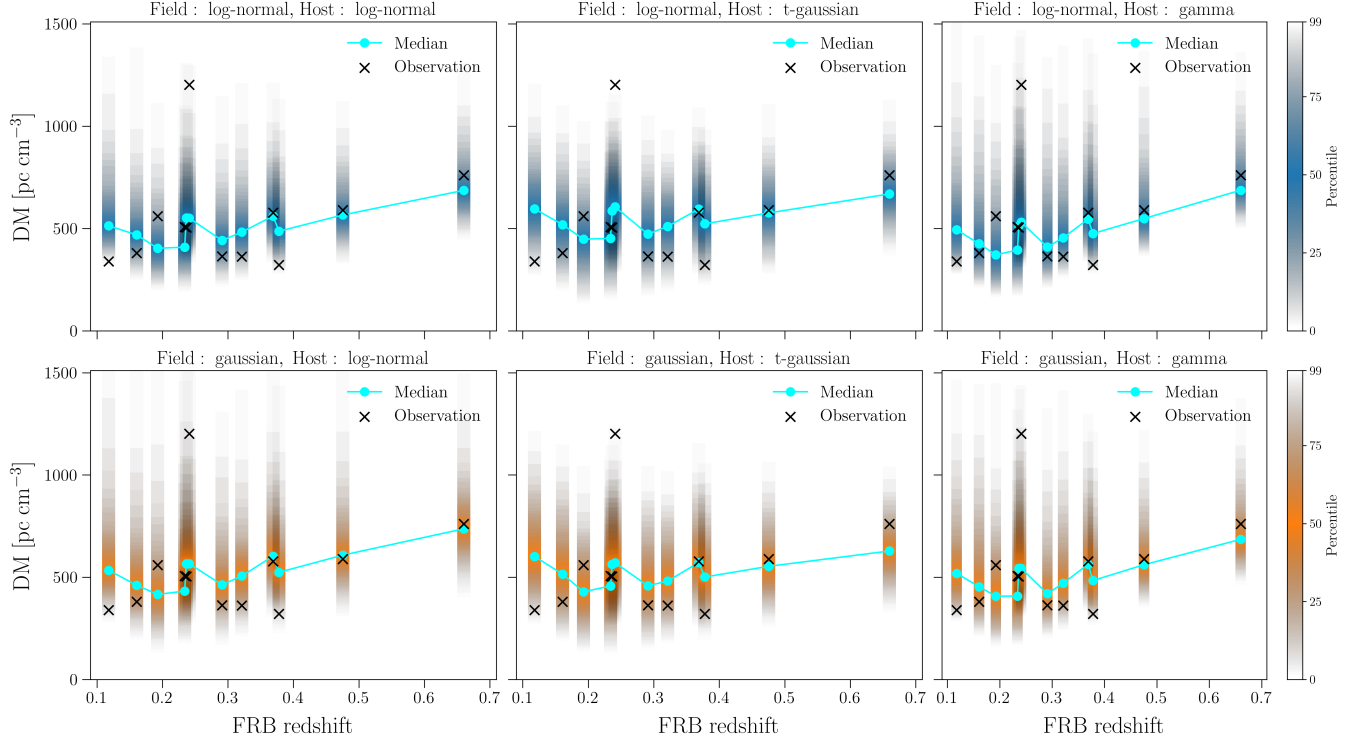 Field : log-normal, Host : log-normal
Field : log-normal, Host : t-gaussian
Field : log-normal, Host : gamma
1500
1000
500
0
DM [pc cm⁻³]
Median
Observation
Median
Observation
Median
Observation
99
75
50
25
0
Percentile
Field : gaussian, Host : log-normal
Field : gaussian, Host : t-gaussian
Field : gaussian, Host : gamma
1500
1000
500
0
DM [pc cm⁻³]
Median
Observation
Median
Observation
Median
Observation
99
75
50
25
0
Percentile
0.1 0.2 0.3 0.4 0.5 0.6 0.7
0.1 0.2 0.3 0.4 0.5 0.6 0.7
0.1 0.2 0.3 0.4 0.5 0.6 0.7
FRB redshift
FRB redshift
FRB redshift